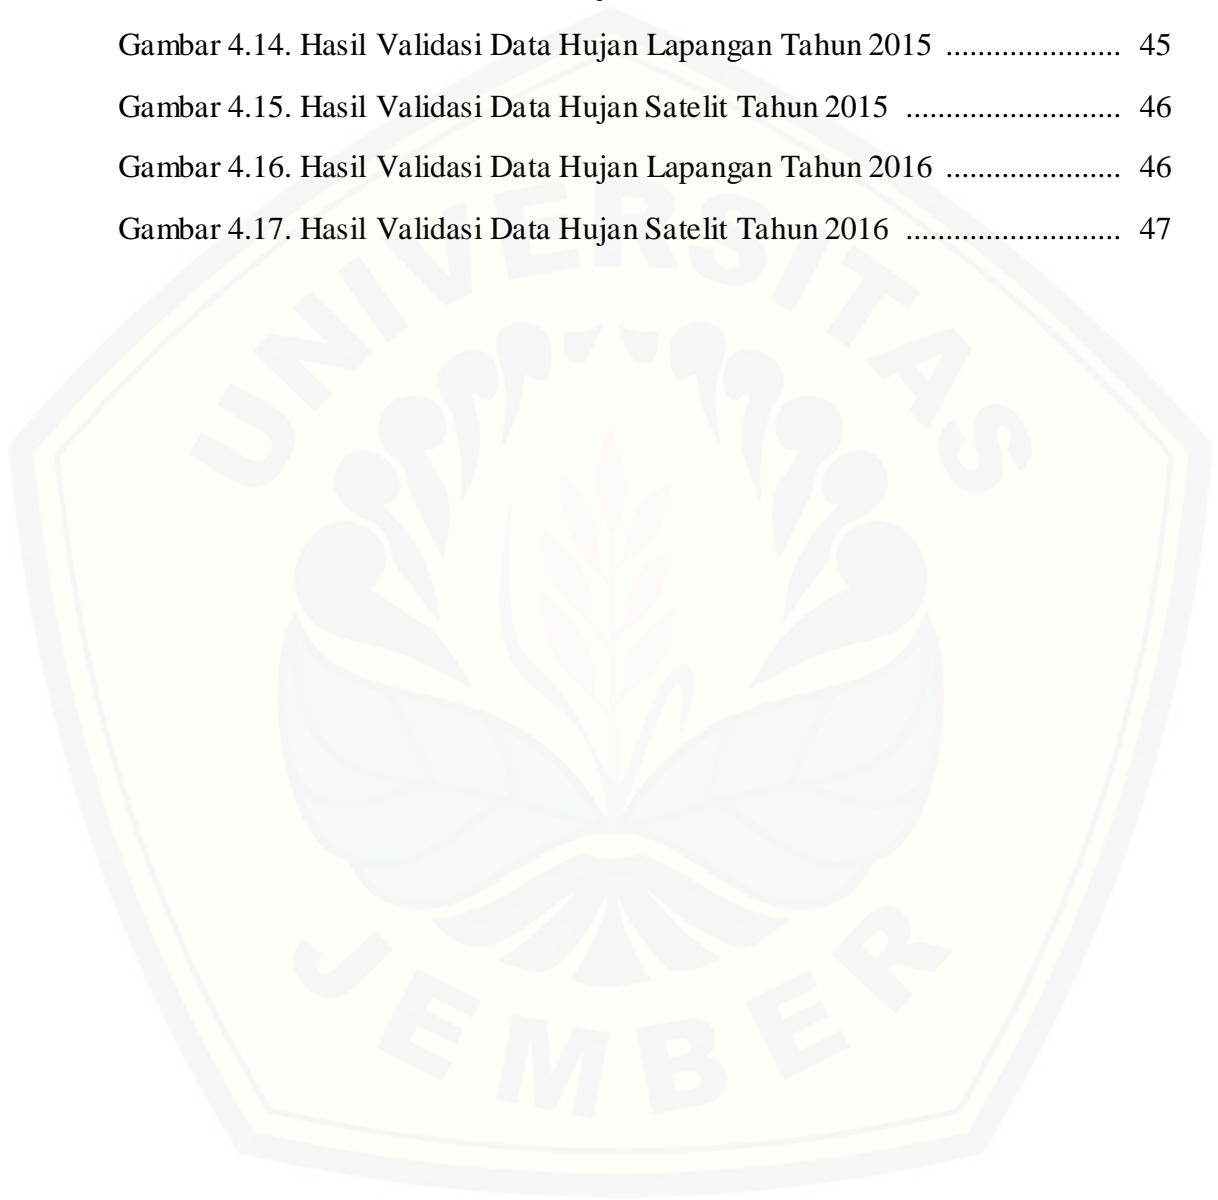 Gambar 4.14. Hasil Validasi Data Hujan Lapangan Tahun 2015 ...................... 45
Gambar 4.15. Hasil Validasi Data Hujan Satelit Tahun 2015 ........................... 46
Gambar 4.16. Hasil Validasi Data Hujan Lapangan Tahun 2016 ...................... 46
Gambar 4.17. Hasil Validasi Data Hujan Satelit Tahun 2016 ........................... 47
UNIVERSITAS
JEMBER